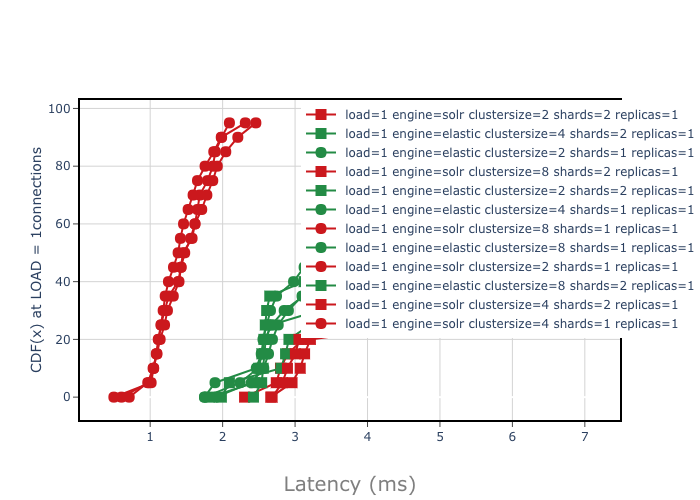 CDF(x) at LOAD = 1connections
100
80
60
40
20
0
load=1 engine=solr clustersize=2 shards=2 replicas=1
load=1 engine=elastic clustersize=4 shards=2 replicas=1
load=1 engine=elastic clustersize=2 shards=1 replicas=1
load=1 engine=solr clustersize=8 shards=2 replicas=1
load=1 engine=elastic clustersize=2 shards=2 replicas=1
load=1 engine=elastic clustersize=4 shards=1 replicas=1
load=1 engine=solr clustersize=8 shards=1 replicas=1
load=1 engine=elastic clustersize=8 shards=1 replicas=1
load=1 engine=solr clustersize=2 shards=1 replicas=1
load=1 engine=elastic clustersize=8 shards=2 replicas=1
load=1 engine=solr clustersize=4 shards=2 replicas=1
load=1 engine=solr clustersize=4 shards=1 replicas=1
1 2 3 4 5 6 7
Latency (ms)